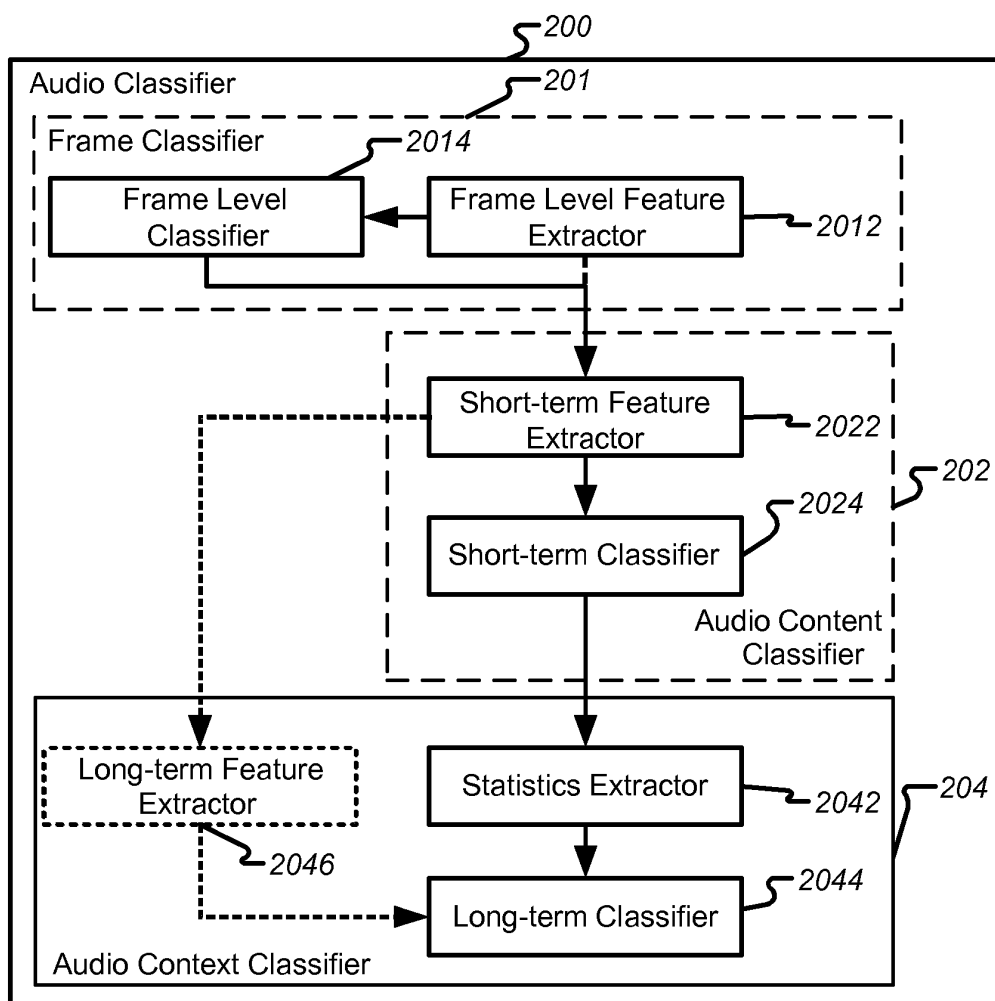 200
Audio Classifier
201
Frame Classifier
2014
Frame Level
Classifier
Frame Level Feature
Extractor
2012
Short-term Feature
Extractor
2022
202
2024
Short-term Classifier
Audio Content
Classifier
Long-term Feature
Extractor
Statistics Extractor
2042
204
2046
2044
Long-term Classifier
Audio Context Classifier